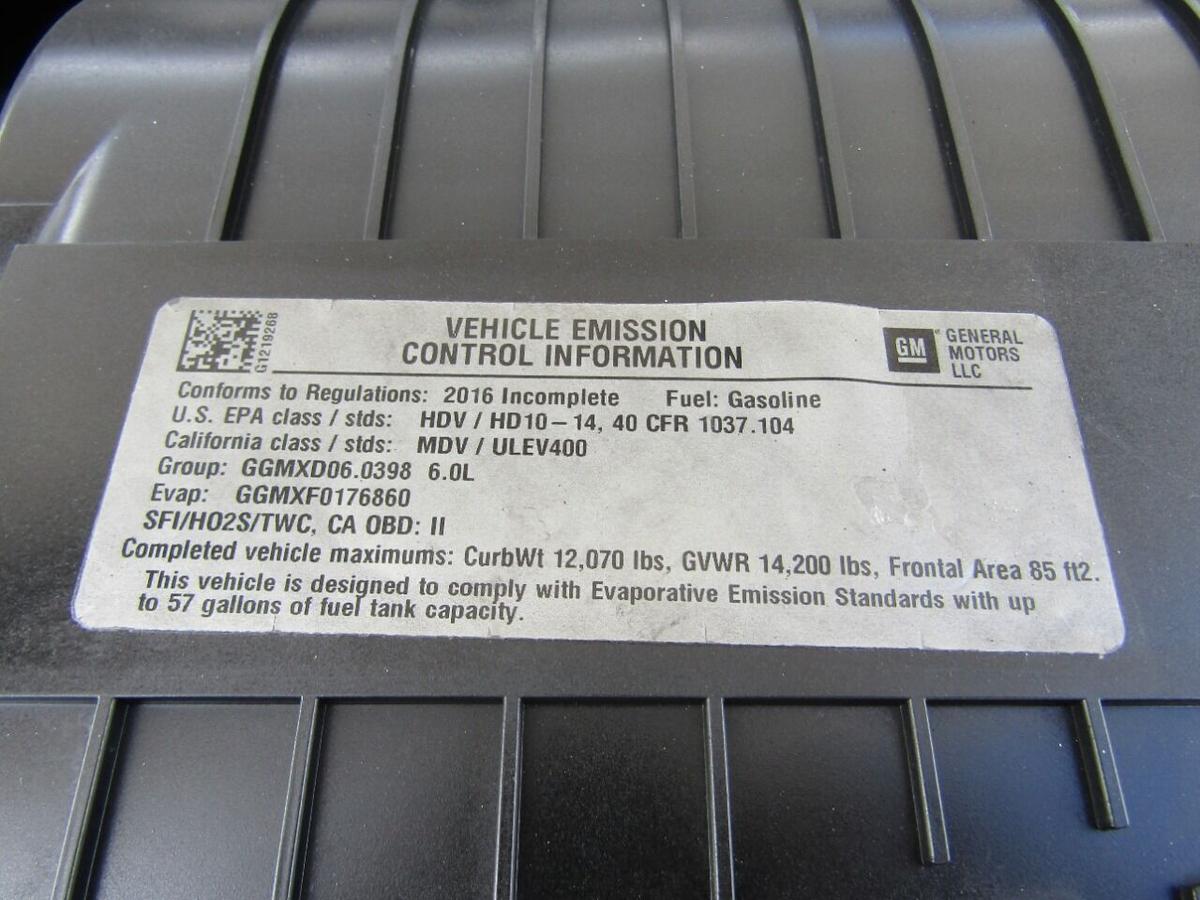 G1219268
VEHICLE EMISSION
CONTROL INFORMATION
GM
GENERAL
MOTORS
LLC
Conforms to Regulations: 2016 Incomplete Fuel: Gasoline
U.S. EPA class / stds: HDV / HD10-14, 40 CFR 1037.104
California class / stds: MDV / ULEV400
Group: GGMXD06.0398 6.0L
Evap: GGMXF0176860
SFI/HO2S/TWC, CA OBD: II
Completed vehicle maximums: CurbWt 12,070 lbs, GVWR 14,200 lbs, Frontal Area 85 ft2.
This vehicle is designed to comply with Evaporative Emission Standards with up
to 57 gallons of fuel tank capacity.